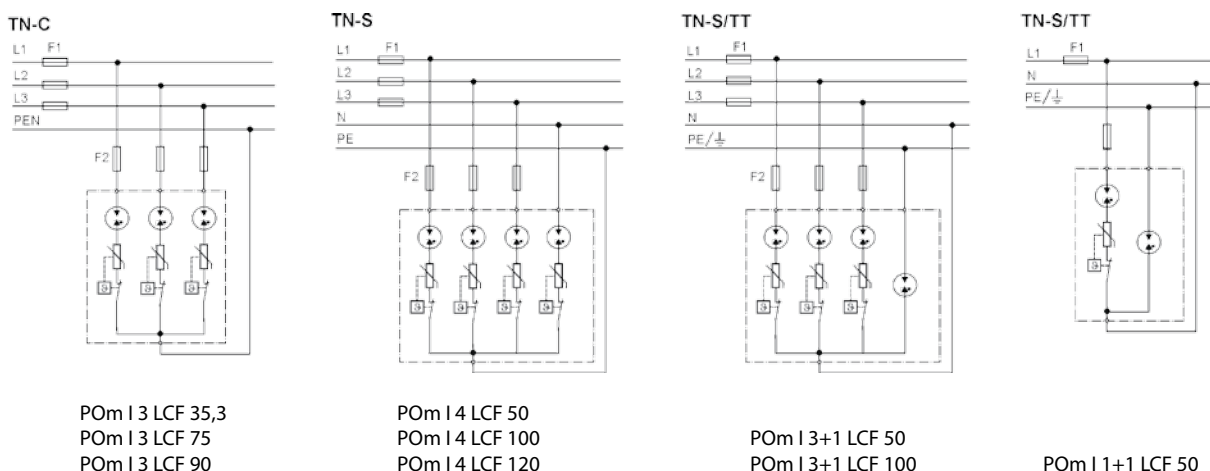 TN-C
L1 F1
L2
L3
PEN
F2
ϑ ϑ ϑ
POm I 3 LCF 35,3
POm I 3 LCF 75
POm I 3 LCF 90
TN-S
L1 F1
L2
L3
N
PE
F2
ϑ ϑ ϑ ϑ
POm I 4 LCF 50
POm I 4 LCF 100
POm I 4 LCF 120
TN-S/TT
L1 F1
L2
L3
N
PE/⏚
F2
ϑ ϑ ϑ
POm I 3+1 LCF 50
POm I 3+1 LCF 100
TN-S/TT
L1 F1
N
PE/⏚
ϑ
POm I 1+1 LCF 50